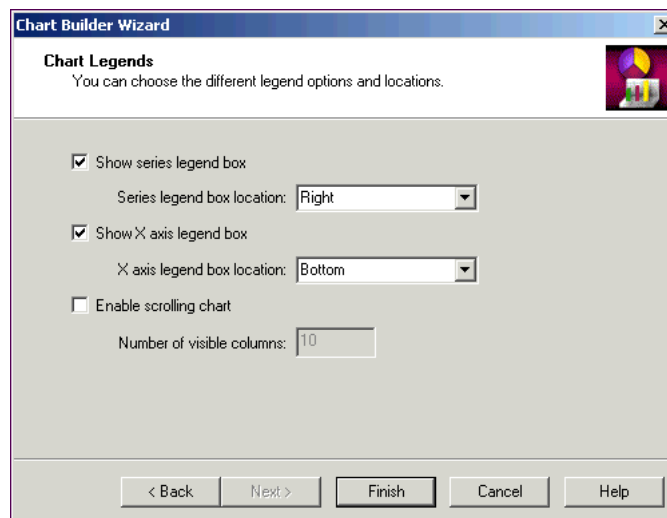 Chart Builder Wizard
Chart Legends
You can choose the different legend options and locations.
Show series legend box
Series legend box location: Right
Show X axis legend box
X axis legend box location: Bottom
Enable scrolling chart
Number of visible columns: 10
< Back Next > Finish Cancel Help